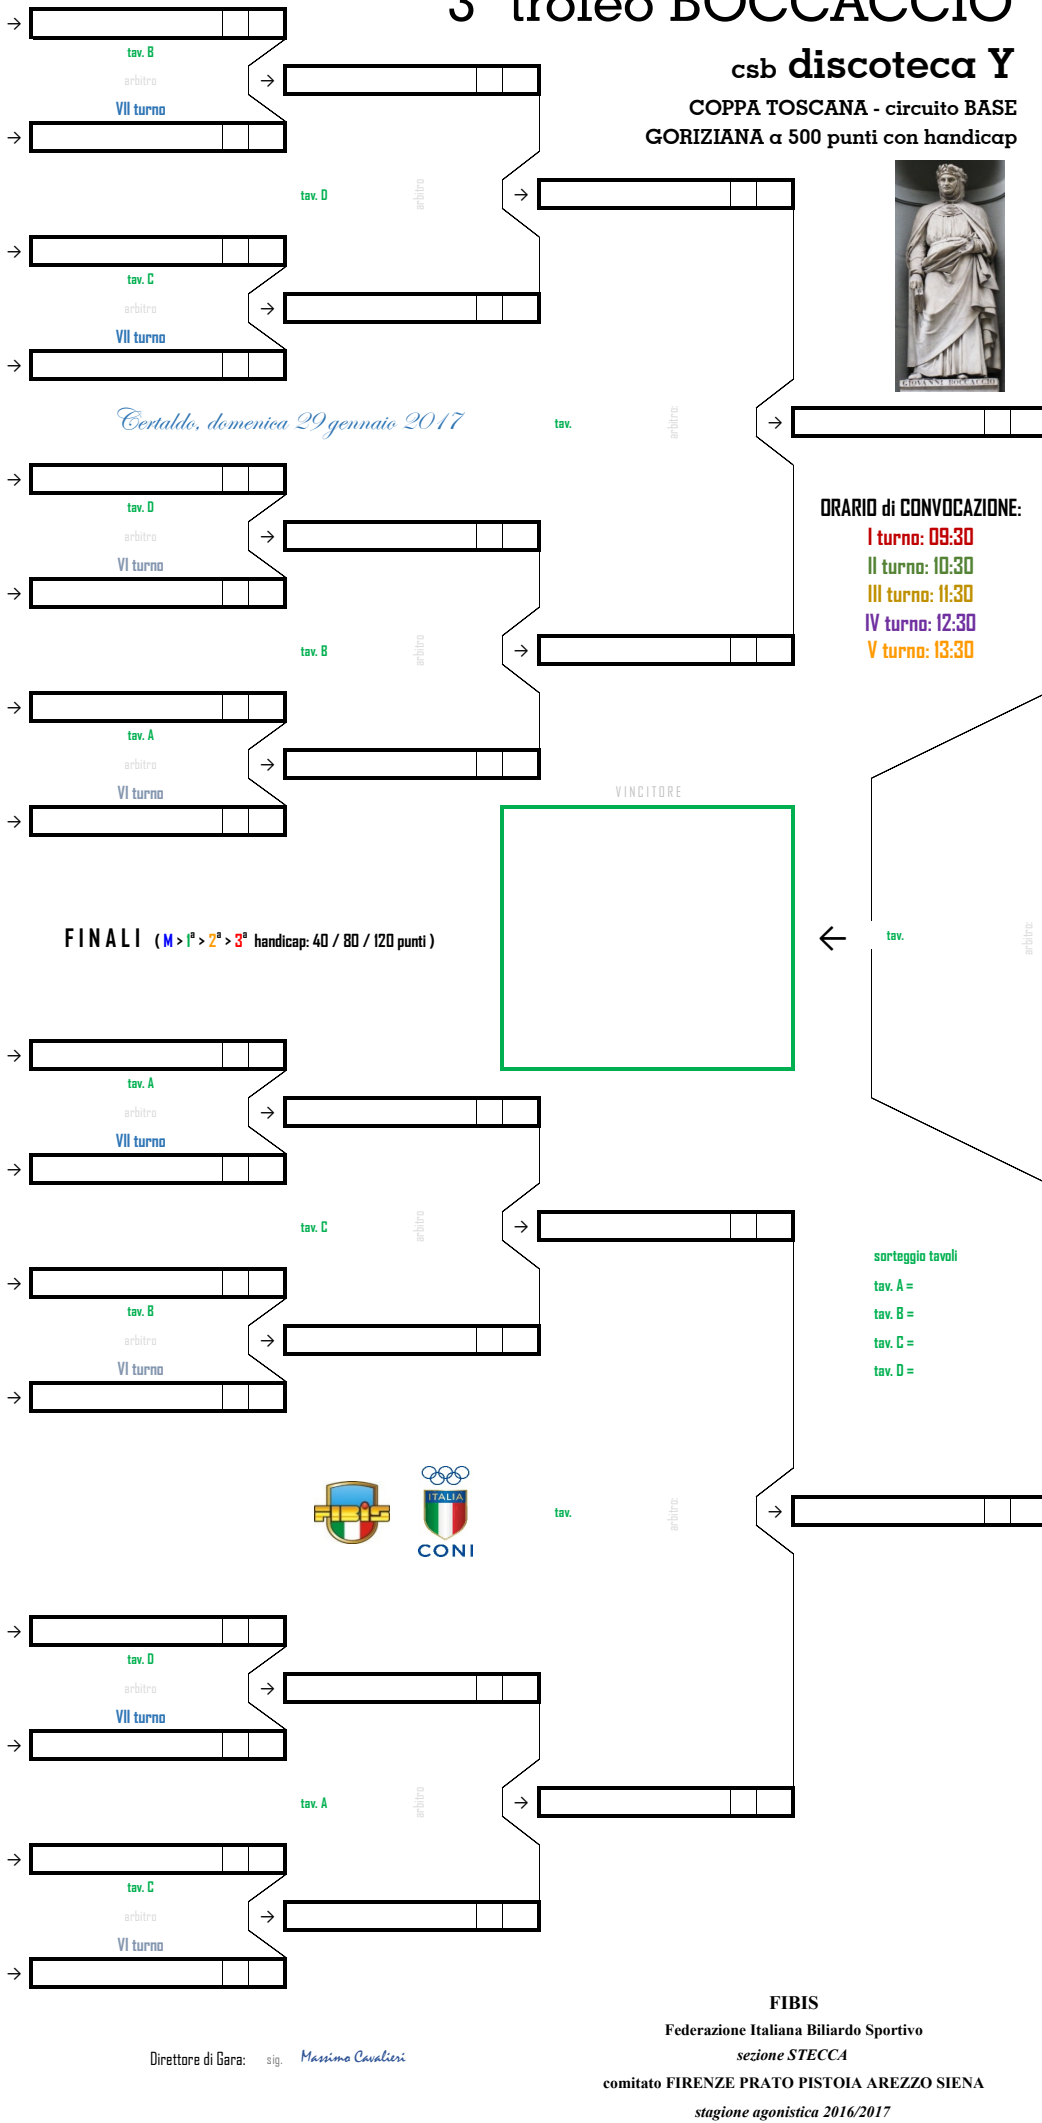 3° trofeo BOCCACCIO
csb discoteca Y
COPPA TOSCANA - circuito BASE
GORIZIANA a 500 punti con handicap
GIOVANNI BOCCACCIO
tav. B
arbitro
VII turno
tav. D
arbitro
tav. C
arbitro
VII turno
Certaldo, domenica 29 gennaio 2017
tav.
arbitro:
tav. D
arbitro
VI turno
ORARIO di CONVOCAZIONE:
I turno: 09:30
II turno: 10:30
III turno: 11:30
IV turno: 12:30
V turno: 13:30
tav. B
arbitro
tav. A
arbitro
VI turno
VINCITORE
FINALI ( M > 1ª > 2ª > 3ª handicap: 40 / 80 / 120 punti )
tav.
arbitro:
tav. A
arbitro
VII turno
tav. C
arbitro
sorteggio tavoli
tav. A =
tav. B =
tav. C =
tav. D =
tav. B
arbitro
VI turno
FIBIS
ITALIA
CONI
tav.
arbitro:
tav. D
arbitro
VII turno
tav. A
arbitro
tav. C
arbitro
VI turno
Direttore di Gara: sig. Massimo Cavalieri
FIBIS
Federazione Italiana Biliardo Sportivo
sezione STECCA
comitato FIRENZE PRATO PISTOIA AREZZO SIENA
stagione agonistica 2016/2017